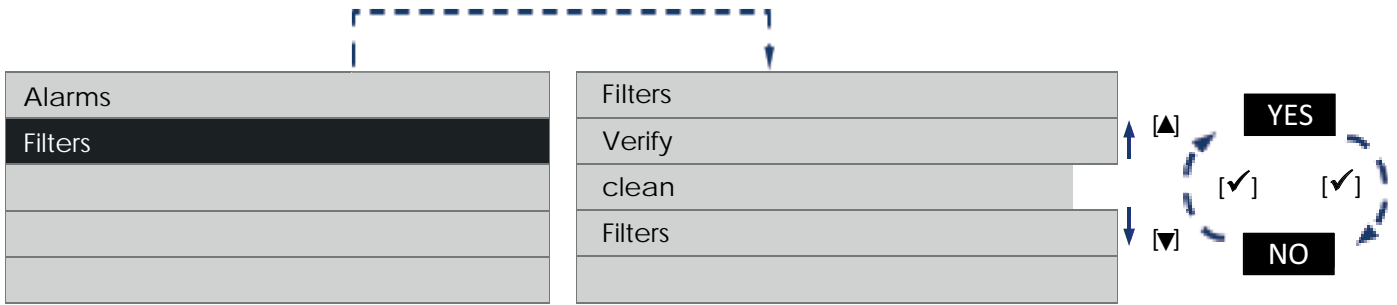 Alarms
Filters
Filters
Verify
clean
Filters
[▲]
[▼]
YES
[✓] [✓]
NO